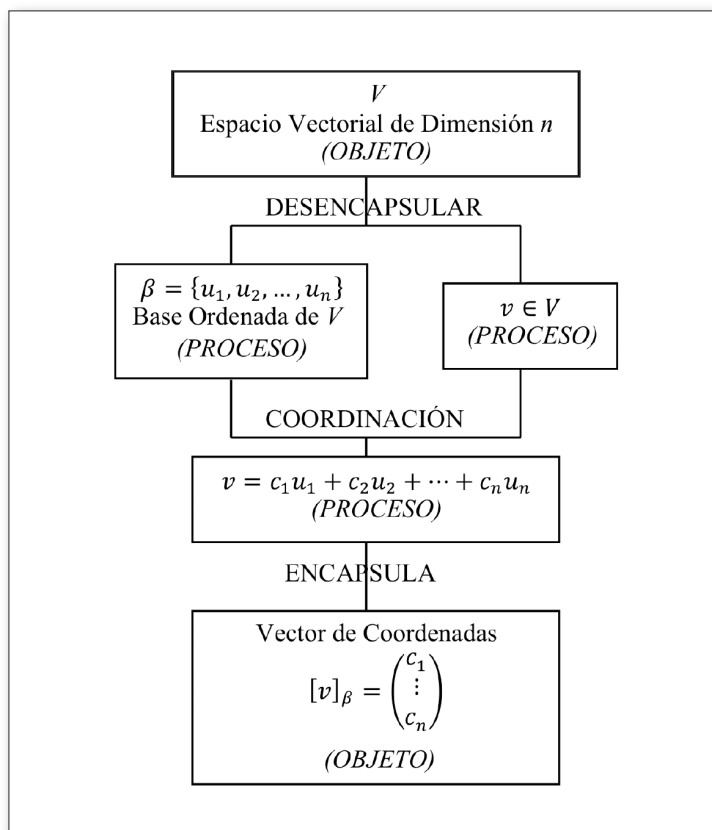 V
Espacio Vectorial de Dimensión n
(OBJETO)
DESENCAPSULAR
β = {u₁, u₂, …, uₙ}
Base Ordenada de V
(PROCESO)
v ∈ V
(PROCESO)
COORDINACIÓN
v = c₁u₁ + c₂u₂ + ⋯ + cₙuₙ
(PROCESO)
ENCAPSULA
Vector de Coordenadas
[v]β = (c₁ ⋮ cₙ)
(OBJETO)